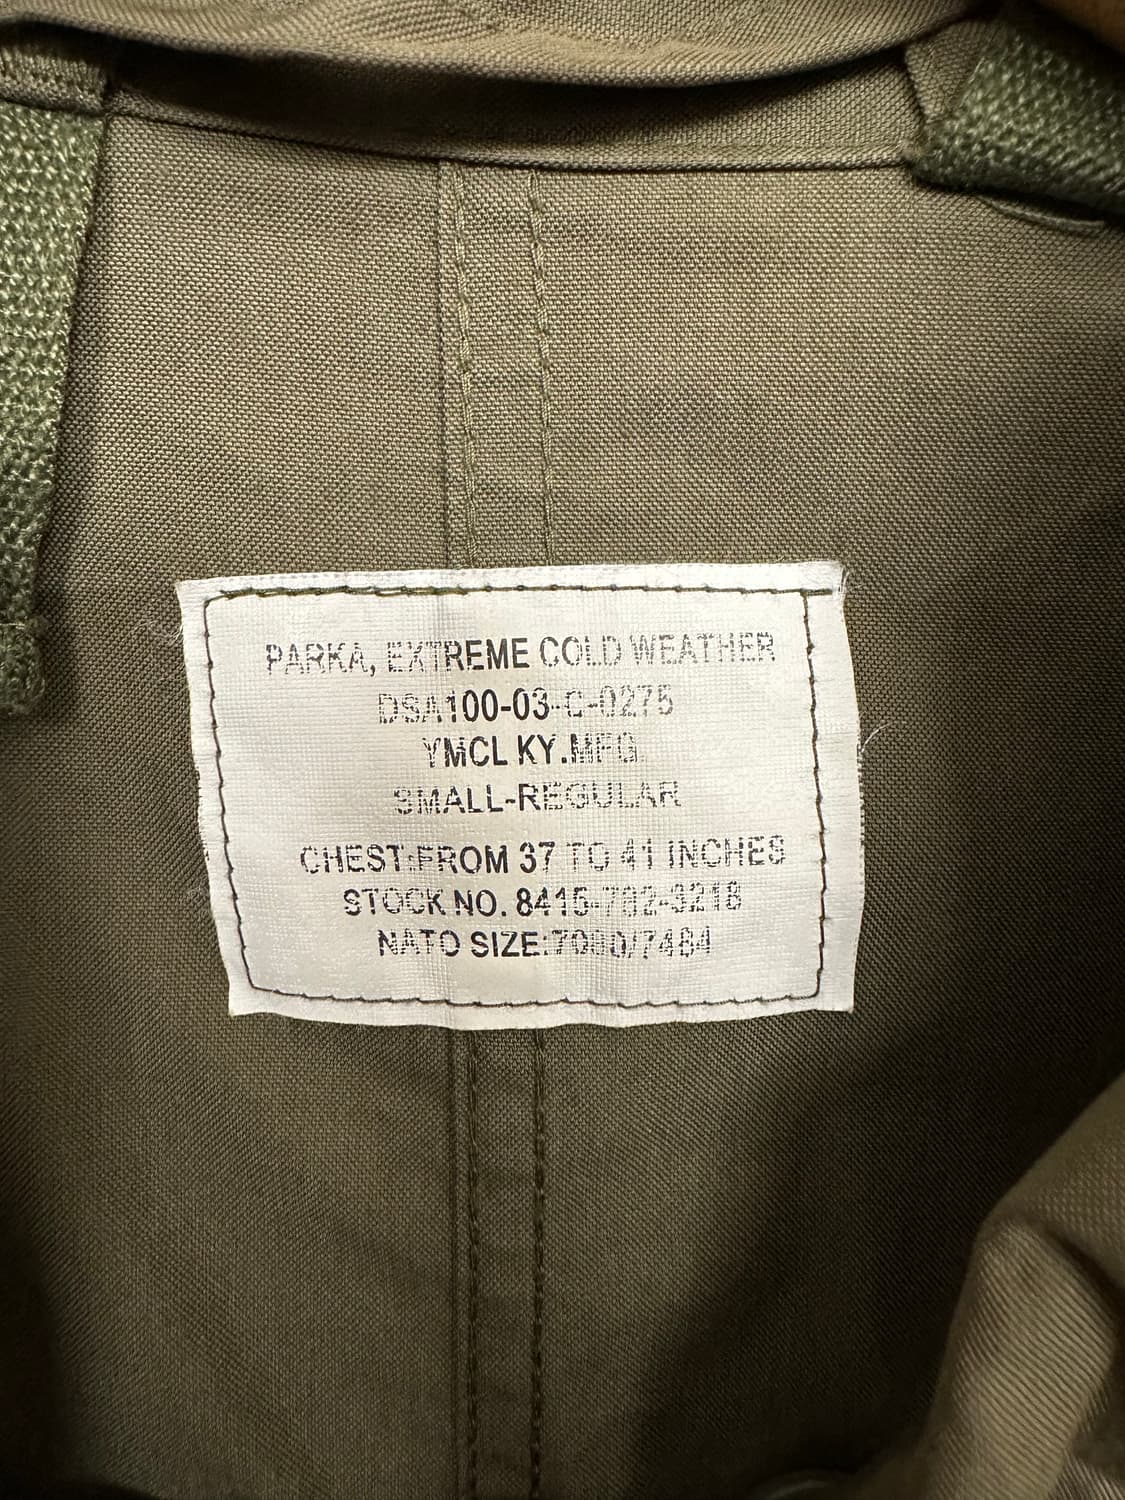 PARKA, EXTREME COLD WEATHER
DSA100-03-C-0275
YMCL KY.MFG.
SMALL-REGULAR
CHEST:FROM 37 TO 41 INCHES
STOCK NO. 8415-782-3218
NATO SIZE:7080/7484